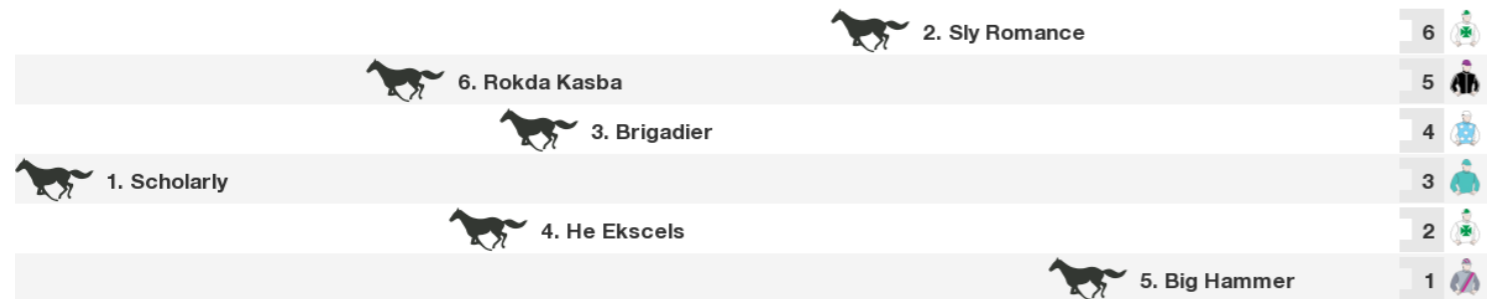 2. Sly Romance 6
6. Rokda Kasba 5
3. Brigadier 4
1. Scholarly 3
4. He Ekscels 2
5. Big Hammer 1